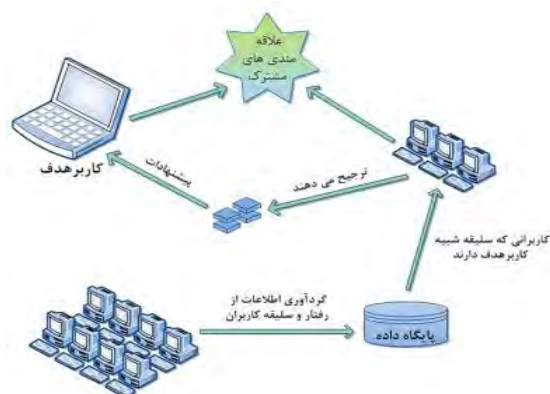 علاقه
مندی های
مشترک
کاربرهدف
پیشنهادات
ترجیح می دهند
کاربرانی که سلیقه شبیه
کاربرهدف دارند
گردآوری اطلاعات از
رفتار و سلیقه کاربران
پایگاه داده